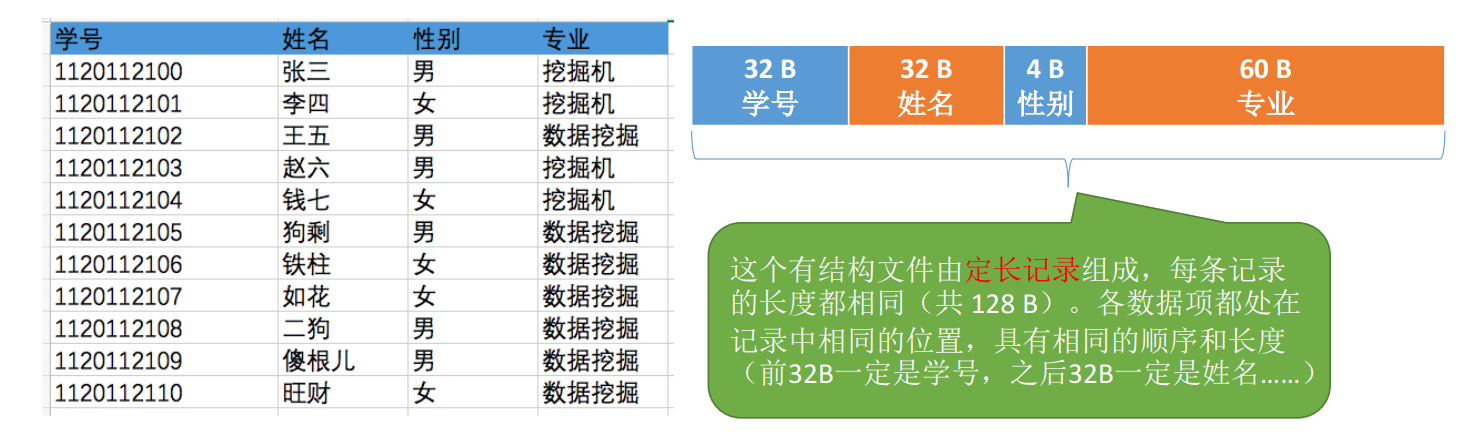 学号 姓名 性别 专业
1120112100 张三 男 挖掘机
1120112101 李四 女 挖掘机
1120112102 王五 男 数据挖掘
1120112103 赵六 男 挖掘机
1120112104 钱七 女 挖掘机
1120112105 狗剩 男 数据挖掘
1120112106 铁柱 女 数据挖掘
1120112107 如花 女 数据挖掘
1120112108 二狗 男 数据挖掘
1120112109 傻根儿 男 数据挖掘
1120112110 旺财 女 数据挖掘
32 B 32 B 4 B 60 B
学号 姓名 性别 专业
这个有结构文件由定长记录组成，每条记录
的长度都相同（共 128 B）。各数据项都处在
记录中相同的位置，具有相同的顺序和长度
（前32B一定是学号，之后32B一定是姓名……）